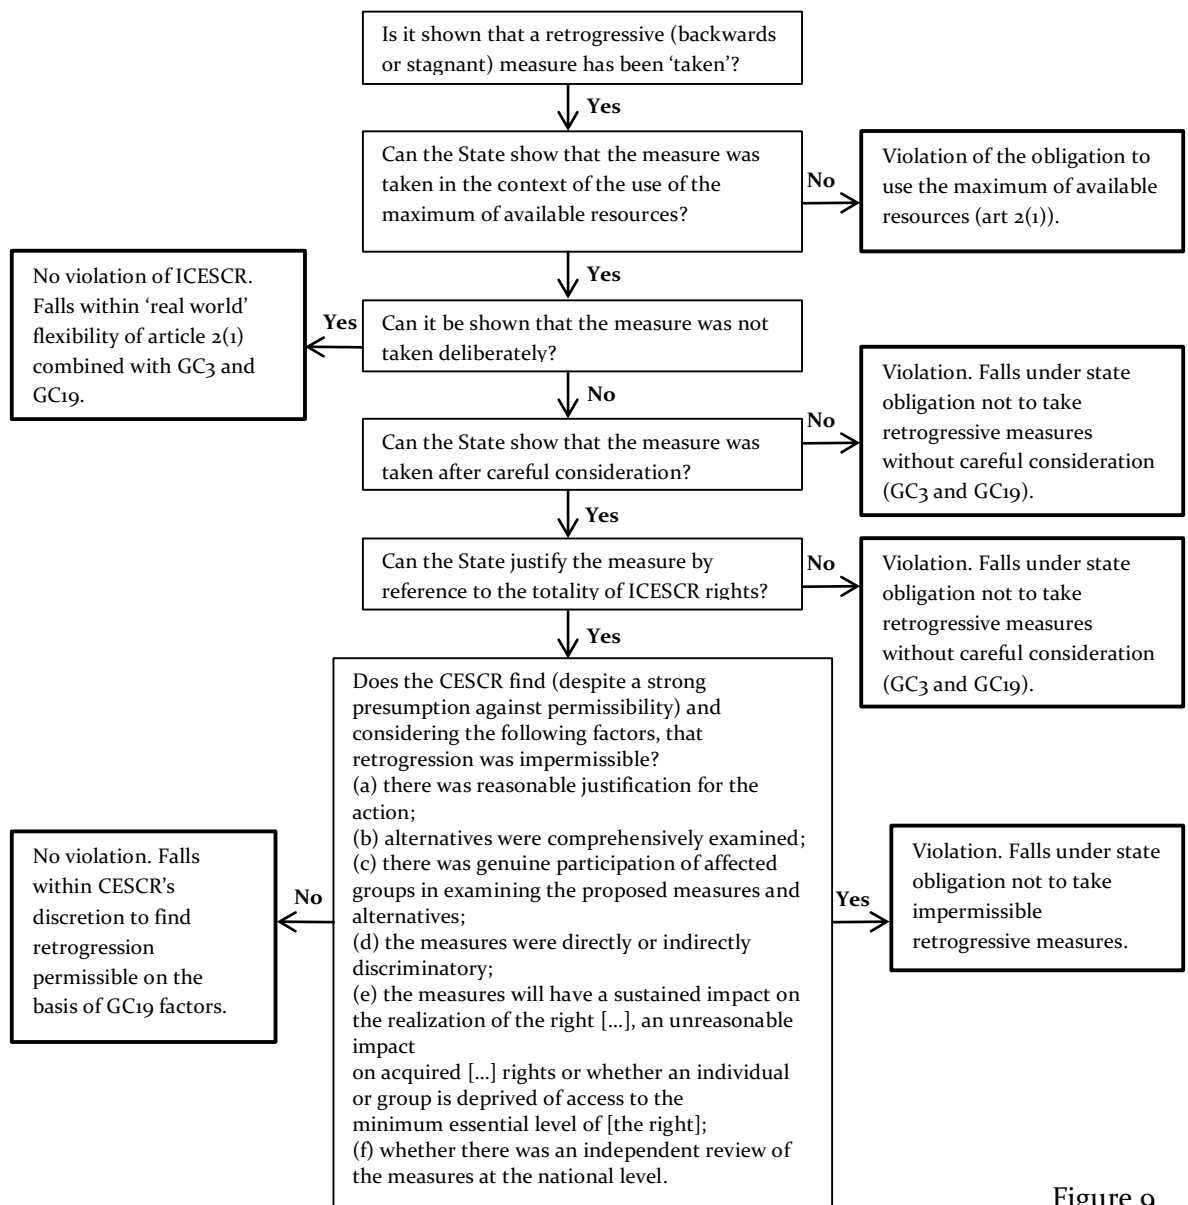 Is it shown that a retrogressive (backwards
or stagnant) measure has been ‘taken’?
Yes
Can the State show that the measure was
taken in the context of the use of the
maximum of available resources?
No
Violation of the obligation to
use the maximum of available
resources (art 2(1)).
Yes
No violation of ICESCR.
Falls within ‘real world’
flexibility of article 2(1)
combined with GC3 and
GC19.
Yes
Can it be shown that the measure was not
taken deliberately?
No
Can the State show that the measure was
taken after careful consideration?
No
Violation. Falls under state
obligation not to take
retrogressive measures
without careful consideration
(GC3 and GC19).
Yes
Can the State justify the measure by
reference to the totality of ICESCR rights?
No
Violation. Falls under state
obligation not to take
retrogressive measures
without careful consideration
(GC3 and GC19).
Yes
Does the CESCR find (despite a strong
presumption against permissibility) and
considering the following factors, that
retrogression was impermissible?
(a) there was reasonable justification for the
action;
(b) alternatives were comprehensively examined;
(c) there was genuine participation of affected
groups in examining the proposed measures and
alternatives;
(d) the measures were directly or indirectly
discriminatory;
(e) the measures will have a sustained impact on
the realization of the right [...], an unreasonable
impact
on acquired [...] rights or whether an individual
or group is deprived of access to the
minimum essential level of [the right];
(f) whether there was an independent review of
the measures at the national level.
No
No violation. Falls
within CESCR’s
discretion to find
retrogression
permissible on the
basis of GC19 factors.
Yes
Violation. Falls under state
obligation not to take
impermissible
retrogressive measures.
Figure 9